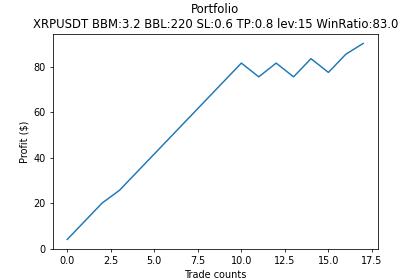 Portfolio
XRPUSDT BBM:3.2 BBL:220 SL:0.6 TP:0.8 lev:15 WinRatio:83.0
80
60
40
20
0
Profit ($)
0.0 2.5 5.0 7.5 10.0 12.5 15.0 17.5
Trade counts